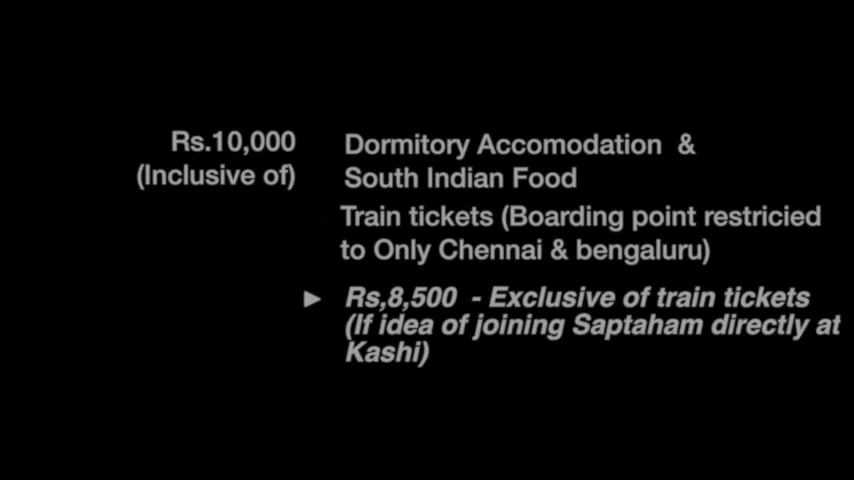 Rs.10,000
(Inclusive of)
Dormitory Accomodation &
South Indian Food
Train tickets (Boarding point restricied
to Only Chennai & bengaluru)
► Rs,8,500 - Exclusive of train tickets
(If idea of joining Saptaham directly at
Kashi)